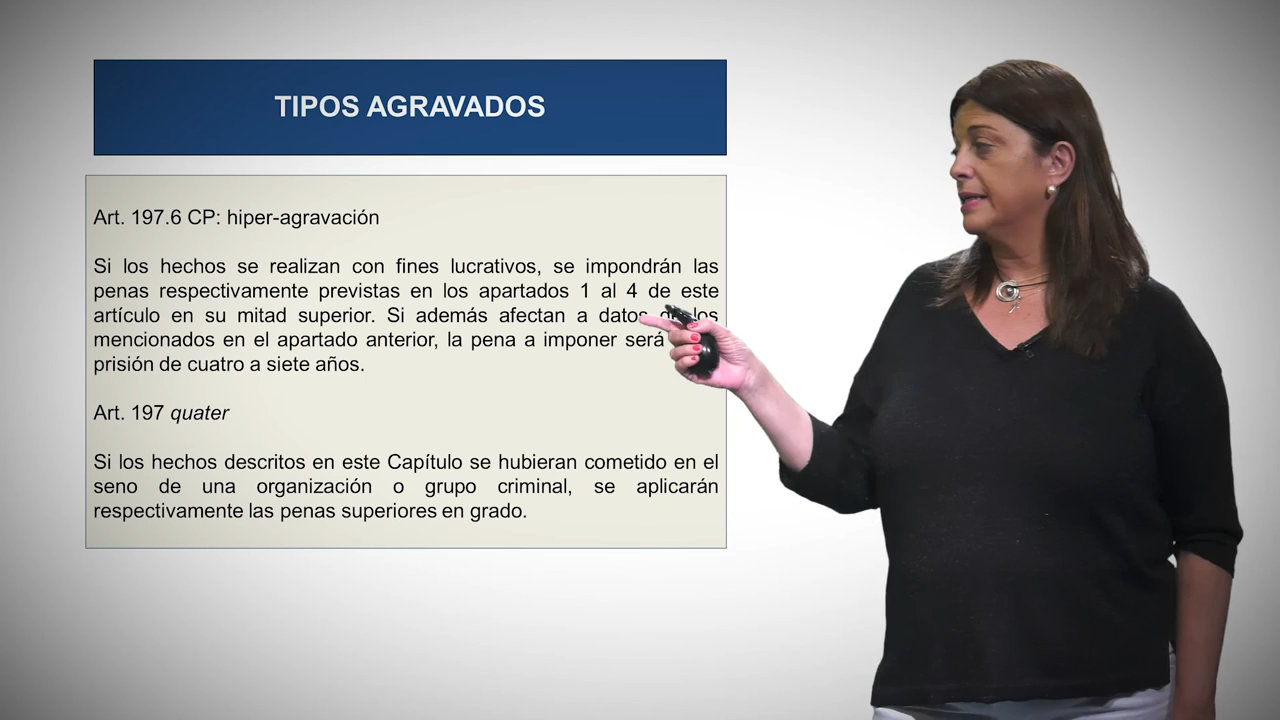 TIPOS AGRAVADOS
Art. 197.6 CP: hiper-agravación
Si los hechos se realizan con fines lucrativos, se impondrán las
penas respectivamente previstas en los apartados 1 al 4 de este
artículo en su mitad superior. Si además afectan a datos los
mencionados en el apartado anterior, la pena a imponer será
prisión de cuatro a siete años.
Art. 197 quater
Si los hechos descritos en este Capítulo se hubieran cometido en el
seno de una organización o grupo criminal, se aplicarán
respectivamente las penas superiores en grado.